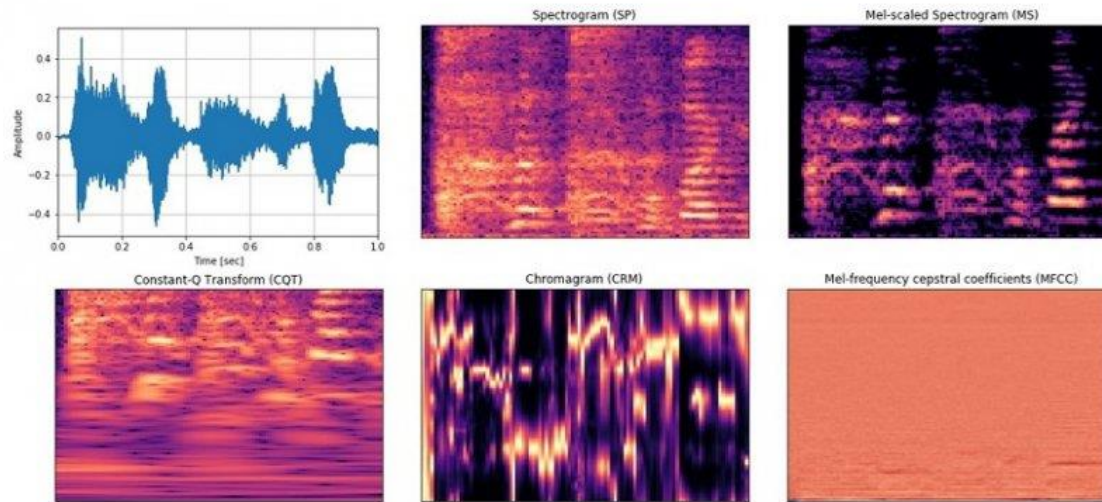 Spectrogram (SP)
Mel-scaled Spectrogram (MS)
0.4
0.2
0.0
−0.2
−0.4
Amplitude
0.0 0.2 0.4 0.6 0.8 1.0
Time [sec]
Constant-Q Transform (CQT)
Chromagram (CRM)
Mel-frequency cepstral coefficients (MFCC)